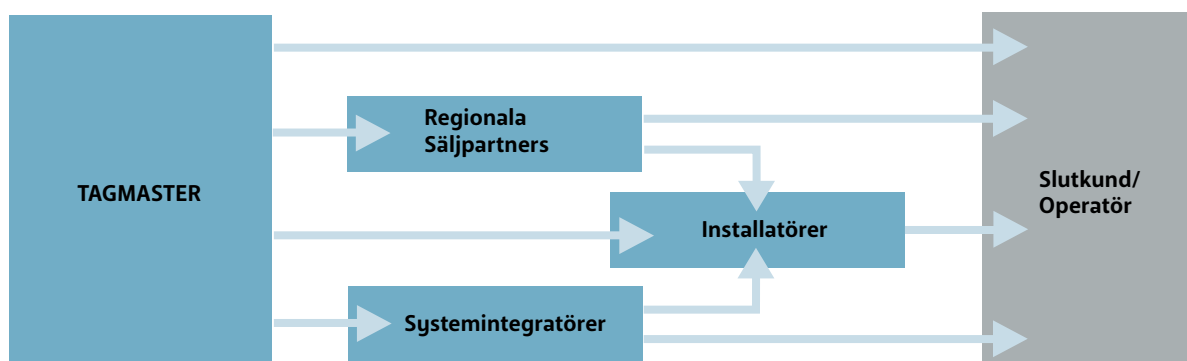 TAGMASTER
Regionala
Säljpartners
Installatörer
Systemintegratörer
Slutkund/
Operatör